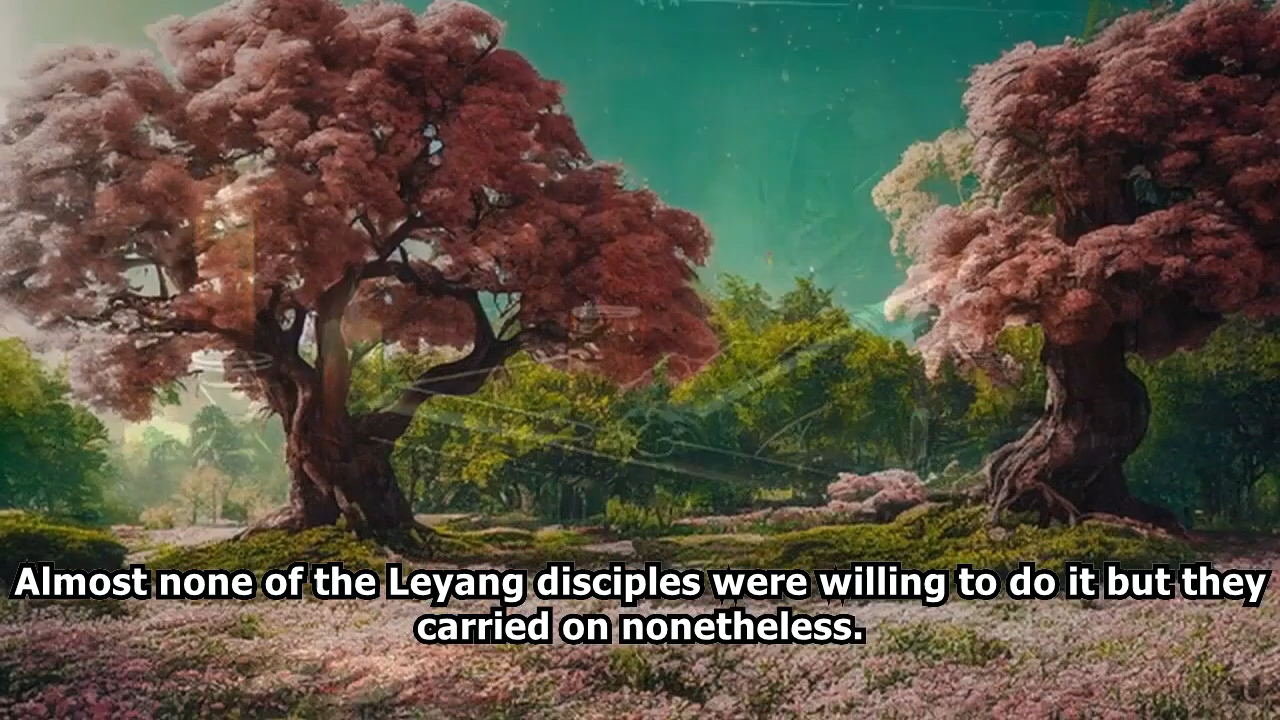 Almost none of the Leyang disciples were willing to do it but they
carried on nonetheless.